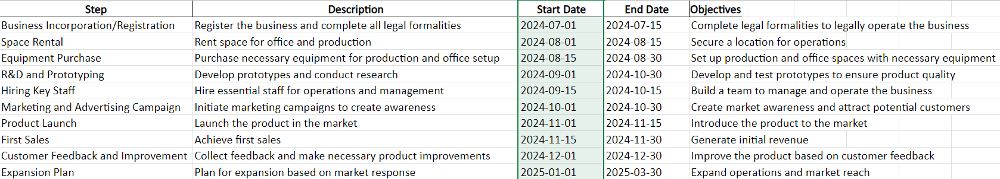 Step Description Start Date End Date Objectives
Business Incorporation/Registration Register the business and complete all legal formalities 2024-07-01 2024-07-15 Complete legal formalities to legally operate the business
Space Rental Rent space for office and production 2024-08-01 2024-08-15 Secure a location for operations
Equipment Purchase Purchase necessary equipment for production and office setup 2024-08-15 2024-08-30 Set up production and office spaces with necessary equipment
R&D and Prototyping Develop prototypes and conduct research 2024-09-01 2024-10-30 Develop and test prototypes to ensure product quality
Hiring Key Staff Hire essential staff for operations and management 2024-09-15 2024-10-15 Build a team to manage and operate the business
Marketing and Advertising Campaign Initiate marketing campaigns to create awareness 2024-10-01 2024-10-30 Create market awareness and attract potential customers
Product Launch Launch the product in the market 2024-11-01 2024-11-15 Introduce the product to the market
First Sales Achieve first sales 2024-11-15 2024-11-30 Generate initial revenue
Customer Feedback and Improvement Collect feedback and make necessary product improvements 2024-12-01 2024-12-30 Improve the product based on customer feedback
Expansion Plan Plan for expansion based on market response 2025-01-01 2025-03-30 Expand operations and market reach